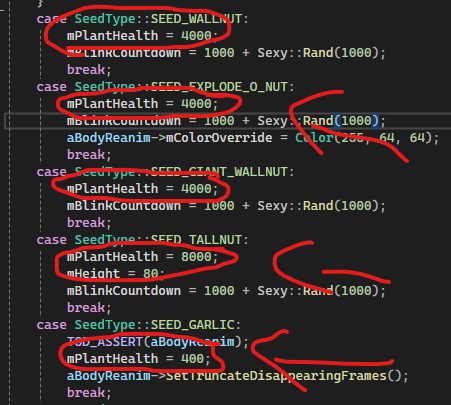 }
case SeedType::SEED_WALLNUT:
mPlantHealth = 4000;
mBlinkCountdown = 1000 + Sexy::Rand(1000);
break;
case SeedType::SEED_EXPLODE_O_NUT:
mPlantHealth = 4000;
mBlinkCountdown = 1000 + Sexy::Rand(1000);
aBodyReanim->mColorOverride = Color(255, 64, 64);
break;
case SeedType::SEED_GIANT_WALLNUT:
mPlantHealth = 4000;
mBlinkCountdown = 1000 + Sexy::Rand(1000);
break;
case SeedType::SEED_TALLNUT:
mPlantHealth = 8000;
mHeight = 80;
mBlinkCountdown = 1000 + Sexy::Rand(1000);
break;
case SeedType::SEED_GARLIC:
TOD_ASSERT(aBodyReanim);
mPlantHealth = 400;
aBodyReanim->SetTruncateDisappearingFrames();
break;